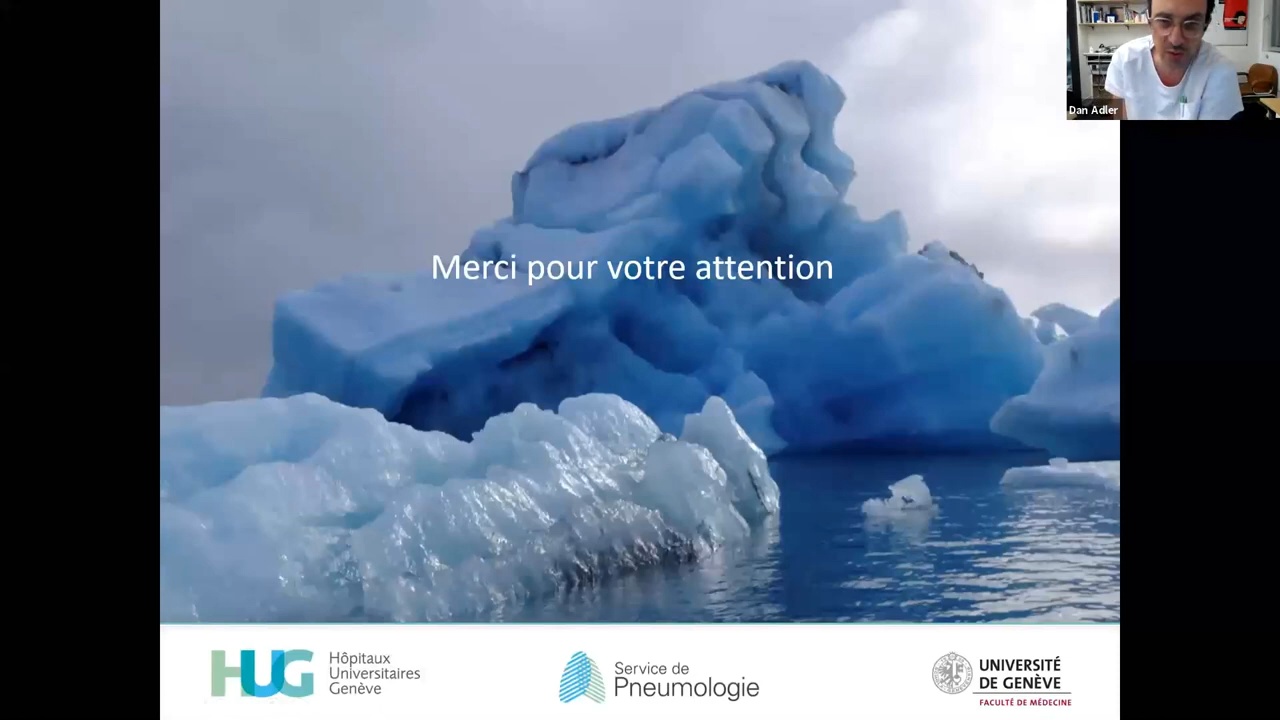 Dan Adler
Merci pour votre attention
HUG
Hôpitaux
Universitaires
Genève
Service de
Pneumologie
UNIVERSITÉ
DE GENÈVE
FACULTÉ DE MÉDECINE